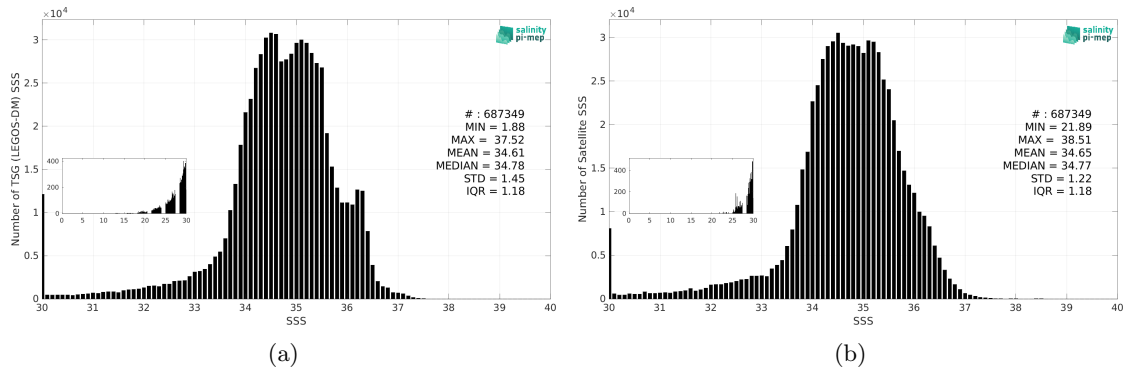 ×10⁴
salinity
pi-mep
Number of TSG (LEGOS-DM) SSS
3
2.5
2
1.5
1
0.5
0
# : 687349
MIN = 1.88
MAX = 37.52
MEAN = 34.61
MEDIAN = 34.78
STD = 1.45
IQR = 1.18
400
200
0
0 5 10 15 20 25 30
30 31 32 33 34 35 36 37 38 39 40
SSS
(a)
×10⁴
salinity
pi-mep
Number of Satellite SSS
3
2.5
2
1.5
1
0.5
0
# : 687349
MIN = 21.89
MAX = 38.51
MEAN = 34.65
MEDIAN = 34.77
STD = 1.22
IQR = 1.18
400
200
0
0 5 10 15 20 25 30
30 31 32 33 34 35 36 37 38 39 40
SSS
(b)